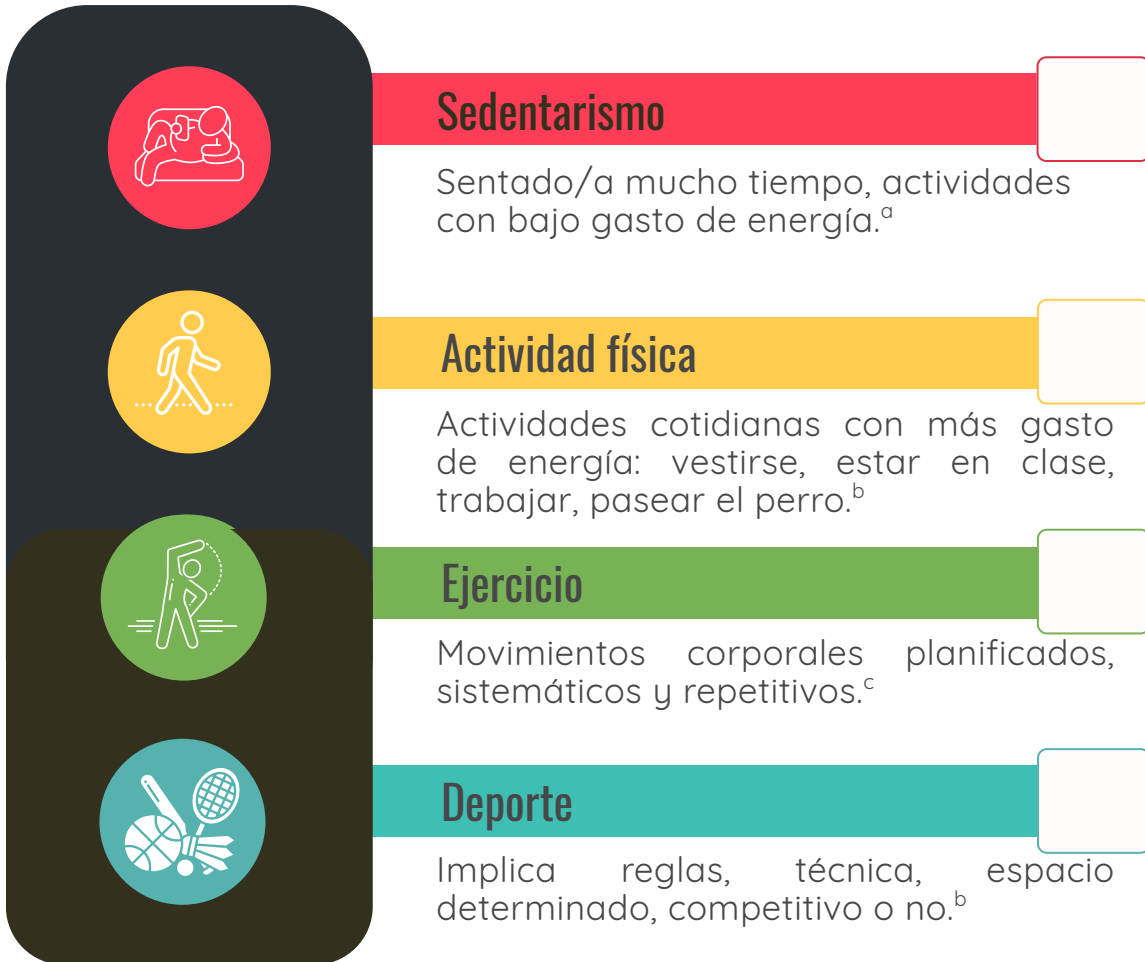 Sedentarismo
Sentado/a mucho tiempo, actividades
con bajo gasto de energía.ᵃ
Actividad física
Actividades cotidianas con más gasto
de energía: vestirse, estar en clase,
trabajar, pasear el perro.ᵇ
Ejercicio
Movimientos corporales planificados,
sistemáticos y repetitivos.ᶜ
Deporte
Implica reglas, técnica, espacio
determinado, competitivo o no.ᵇ